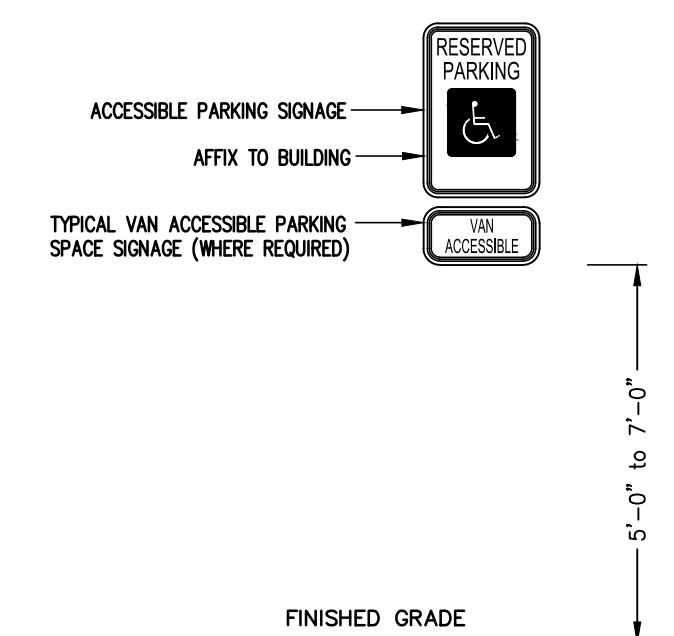 RESERVED
PARKING
ACCESSIBLE PARKING SIGNAGE
AFFIX TO BUILDING
TYPICAL VAN ACCESSIBLE PARKING
SPACE SIGNAGE (WHERE REQUIRED)
VAN
ACCESSIBLE
5'-0" to 7'-0"
FINISHED GRADE